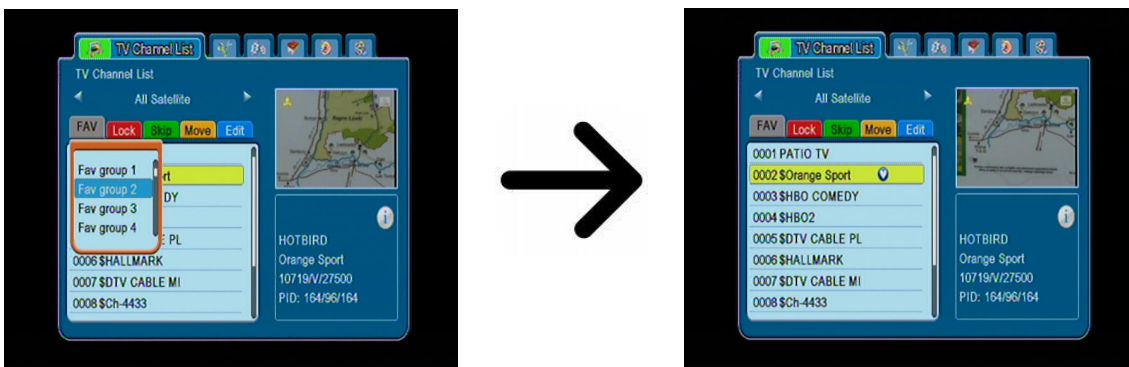 TV Channel List
TV Channel List
All Satellite
FAV Lock Skip Move Edit
Fav group 1
Fav group 2
Fav group 3
Fav group 4
rt
DY
E PL
0006 $HALLMARK
0007 $DTV CABLE MI
0008 $Ch-4433
HOTBIRD
Orange Sport
10719/V/27500
PID: 164/96/164
TV Channel List
TV Channel List
All Satellite
FAV Lock Skip Move Edit
0001 PATIO TV
0002 $Orange Sport
0003 $HBO COMEDY
0004 $HBO2
0005 $DTV CABLE PL
0006 $HALLMARK
0007 $DTV CABLE MI
0008 $Ch-4433
HOTBIRD
Orange Sport
10719/V/27500
PID: 164/96/164